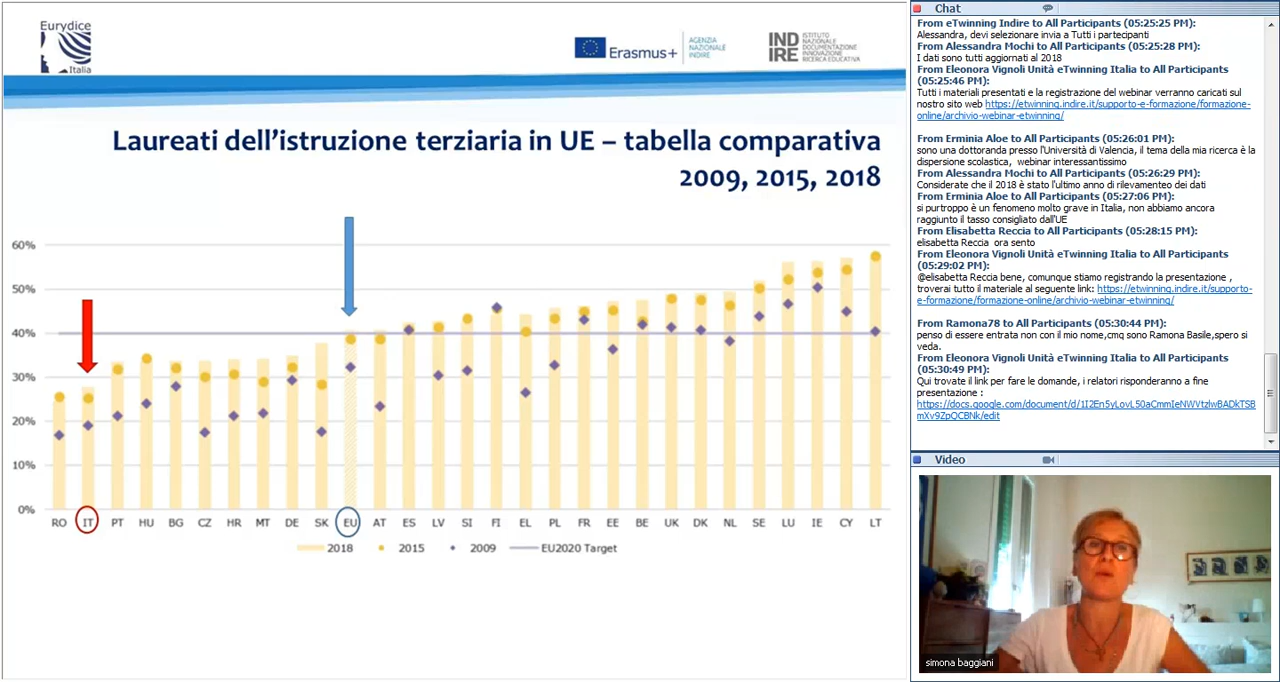 Eurydice
Italia
Erasmus+
AGENZIA
NAZIONALE
INDIRE
IND
IRE
ISTITUTO
NAZIONALE
DOCUMENTAZIONE
INNOVAZIONE
RICERCA EDUCATIVA
Laureati dell'istruzione terziaria in UE – tabella comparativa
2009, 2015, 2018
60%
50%
40%
30%
20%
10%
0%
RO IT PT HU BG CZ HR MT DE SK EU AT ES LV SI FI EL PL FR EE BE UK DK NL SE LU IE CY LT
2018 2015 2009 EU2020 Target
Chat
From eTwinning Indire to All Participants (05:25:25 PM):
Alessandra, devi selezionare invia a Tutti i partecipanti
From Alessandra Mochi to All Participants (05:25:28 PM):
I dati sono tutti aggiornati al 2018
From Eleonora Vignoli Unità eTwinning Italia to All Participants
(05:25:46 PM):
Tutti i materiali presentati e la registrazione del webinar verranno caricati sul
nostro sito web https://etwinning.indire.it/supporto-e-formazione/formazione-
online/archivio-webinar-etwinning/
From Erminia Aloe to All Participants (05:26:01 PM):
sono una dottoranda presso l'Università di Valencia, il tema della mia ricerca è la
dispersione scolastica, webinar interessantissimo
From Alessandra Mochi to All Participants (05:26:29 PM):
Considerate che il 2018 è stato l'ultimo anno di rilevamenteo dei dati
From Erminia Aloe to All Participants (05:27:06 PM):
si purtroppo è un fenomeno molto grave in Italia, non abbiamo ancora
raggiunto il tasso consigliato dall'UE
From Elisabetta Reccia to All Participants (05:28:15 PM):
elisabetta Reccia ora sento
From Eleonora Vignoli Unità eTwinning Italia to All Participants
(05:29:02 PM):
@elisabetta Reccia bene, comunque stiamo registrando la presentazione ,
troverai tutto il materiale al seguente link: https://etwinning.indire.it/supporto-
e-formazione/formazione-online/archivio-webinar-etwinning/
From Ramona78 to All Participants (05:30:44 PM):
penso di essere entrata non con il mio nome,cmq sono Ramona Basile,spero si
veda.
From Eleonora Vignoli Unità eTwinning Italia to All Participants
(05:30:49 PM):
Qui trovate il link per fare le domande, i relatori risponderanno a fine
presentazione :
https://docs.google.com/document/d/1I2En5yLovL50aCmmIeNWVtzlwBADkTSB
mXv9ZpQCBNk/edit
Video
simona baggiani